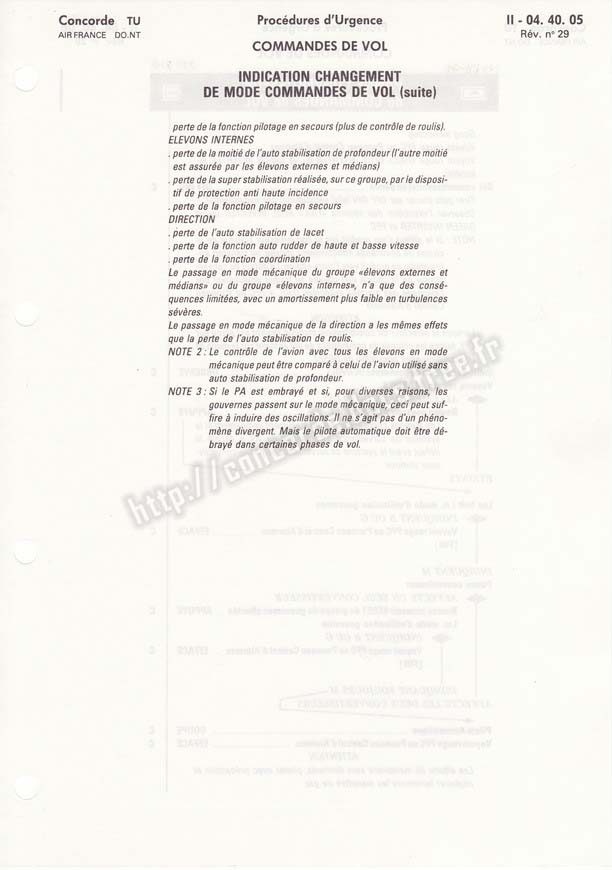 Concorde TU
AIR FRANCE DO.NT
Procédures d'Urgence
COMMANDES DE VOL
II - 04. 40. 05
Rév. n° 29
INDICATION CHANGEMENT
DE MODE COMMANDES DE VOL (suite)
perte de la fonction pilotage en secours (plus de contrôle de roulis).
ELEVONS INTERNES
. perte de la moitié de l'auto stabilisation de profondeur (l'autre moitié
est assurée par les élevons externes et médians)
. perte de la super stabilisation réalisée, sur ce groupe, par le disposi-
tif de protection anti haute incidence
. perte de la fonction pilotage en secours
DIRECTION
. perte de l'auto stabilisation de lacet
. perte de la fonction auto rudder de haute et basse vitesse
. perte de la fonction coordination
Le passage en mode mécanique du groupe «élevons externes et
médians» ou du groupe «élevons internes», n'a que des consé-
quences limitées, avec un amortissement plus faible en turbulences
sévères.
Le passage en mode mécanique de la direction a les mêmes effets
que la perte de l'auto stabilisation de roulis.
NOTE 2 : Le contrôle de l'avion avec tous les élevons en mode
mécanique peut être comparé à celui de l'avion utilisé sans
auto stabilisation de profondeur.
NOTE 3 : Si le PA est embrayé et si, pour diverses raisons, les
gouvernes passent sur le mode mécanique, ceci peut suf-
fire à induire des oscillations. Il ne s'agit pas d'un phéno-
mène divergent. Mais le pilote automatique doit être dé-
brayé dans certaines phases de vol.